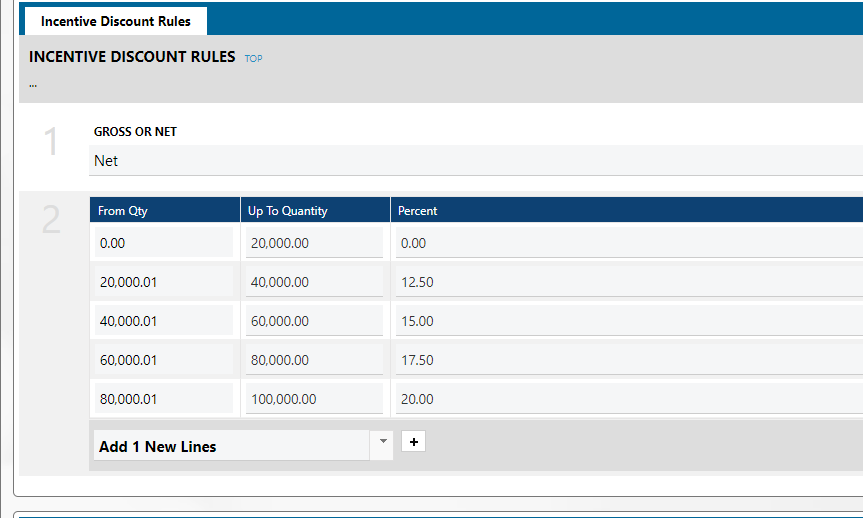 Incentive Discount Rules
INCENTIVE DISCOUNT RULES TOP
...
1 GROSS OR NET
Net
2 From Qty Up To Quantity Percent
0.00 20,000.00 0.00
20,000.01 40,000.00 12.50
40,000.01 60,000.00 15.00
60,000.01 80,000.00 17.50
80,000.01 100,000.00 20.00
Add 1 New Lines +